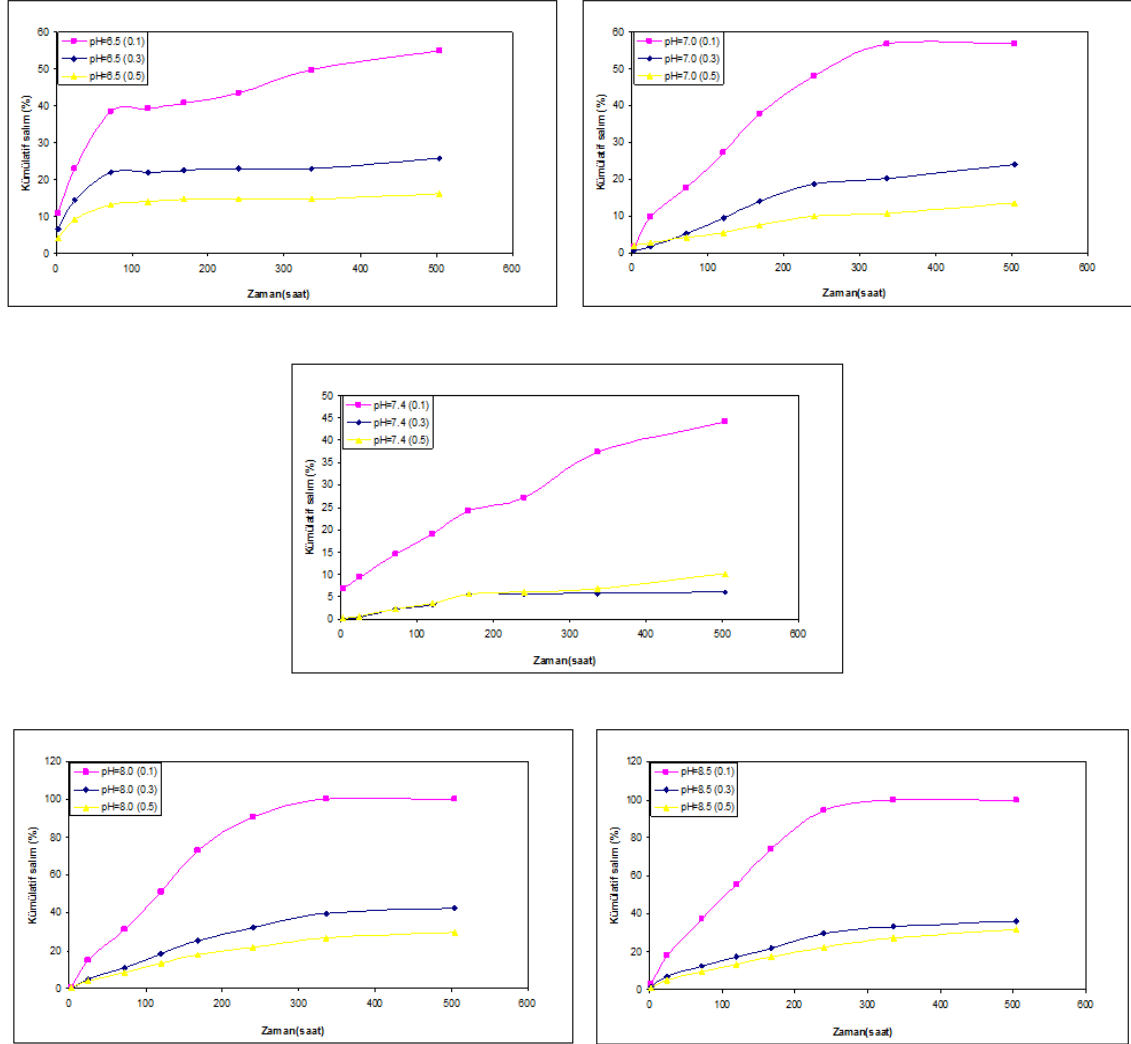 60
50
40
30
20
10
0
Kümülatif salım (%)
pH=6.5 (0.1)
pH=6.5 (0.3)
pH=6.5 (0.5)
0 100 200 300 400 500 600
Zaman(saat)
60
50
40
30
20
10
0
Kümülatif salım (%)
pH=7.0 (0.1)
pH=7.0 (0.3)
pH=7.0 (0.5)
0 100 200 300 400 500 600
Zaman(saat)
50
45
40
35
30
25
20
15
10
5
0
Kümülatif salım (%)
pH=7.4 (0.1)
pH=7.4 (0.3)
pH=7.4 (0.5)
0 100 200 300 400 500 600
Zaman(saat)
120
100
80
60
40
20
0
Kümülatif salım (%)
pH=8.0 (0.1)
pH=8.0 (0.3)
pH=8.0 (0.5)
0 100 200 300 400 500 600
Zaman(saat)
120
100
80
60
40
20
0
Kümülatif salım (%)
pH=8.5 (0.1)
pH=8.5 (0.3)
pH=8.5 (0.5)
0 100 200 300 400 500 600
Zaman(saat)